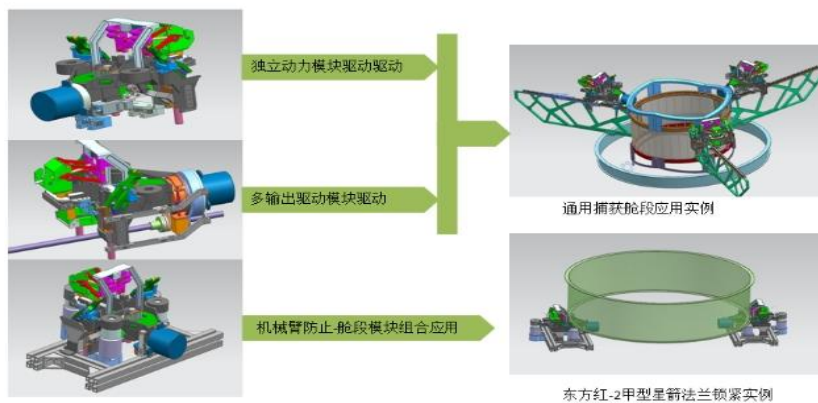 独立动力模块驱动驱动
多输出驱动模块驱动
通用捕获舱段应用实例
机械臂防止-舱段模块组合应用
东方红-2甲型星箭法兰锁紧实例